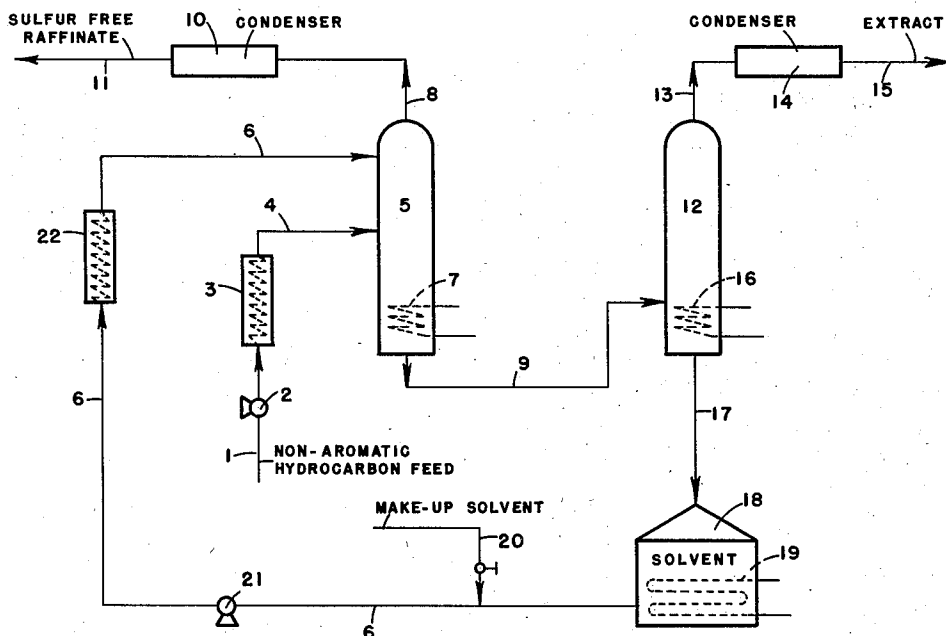 SULFUR FREE
RAFFINATE
10
CONDENSER
11
8
CONDENSER
EXTRACT
13
14
15
6
4
5
12
22
3
7
16
9
6
2
1
NON-AROMATIC
HYDROCARBON FEED
17
MAKE-UP SOLVENT
20
18
SOLVENT
19
21
6